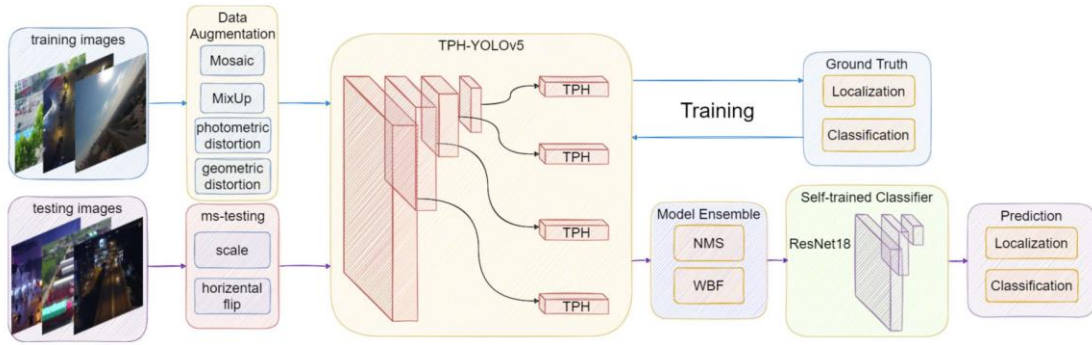 training images
Data
Augmentation
Mosaic
MixUp
photometric
distortion
geometric
distortion
TPH-YOLOv5
TPH
TPH
TPH
TPH
Training
Ground Truth
Localization
Classification
testing images
ms-testing
scale
horizental
flip
Model Ensemble
NMS
WBF
Self-trained Classifier
ResNet18
Prediction
Localization
Classification